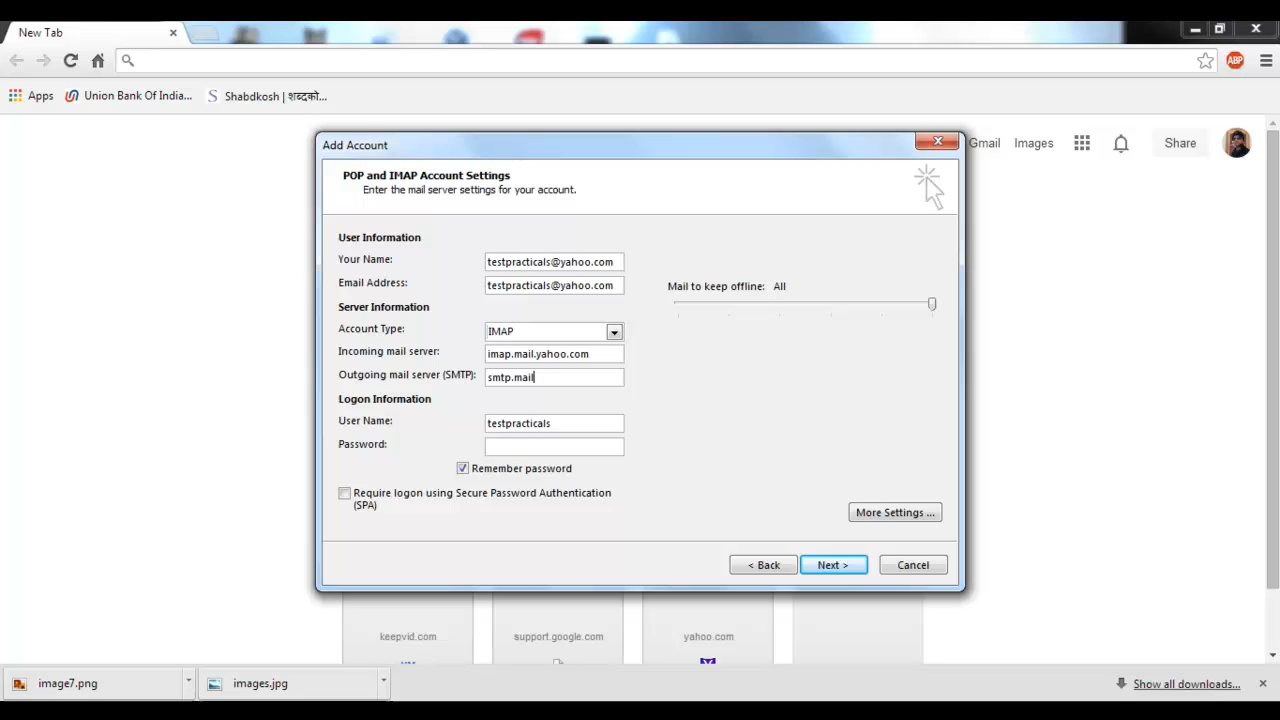 New Tab
Apps Union Bank Of India... S Shabdkosh | शब्दको...
ABP
Gmail Images Share
Add Account
POP and IMAP Account Settings
Enter the mail server settings for your account.
User Information
Your Name: testpracticals@yahoo.com
Email Address: testpracticals@yahoo.com
Mail to keep offline: All
Server Information
Account Type: IMAP
Incoming mail server: imap.mail.yahoo.com
Outgoing mail server (SMTP): smtp.mail
Logon Information
User Name: testpracticals
Password:
Remember password
Require logon using Secure Password Authentication
(SPA)
More Settings ...
< Back Next > Cancel
keepvid.com support.google.com yahoo.com
image7.png images.jpg Show all downloads...